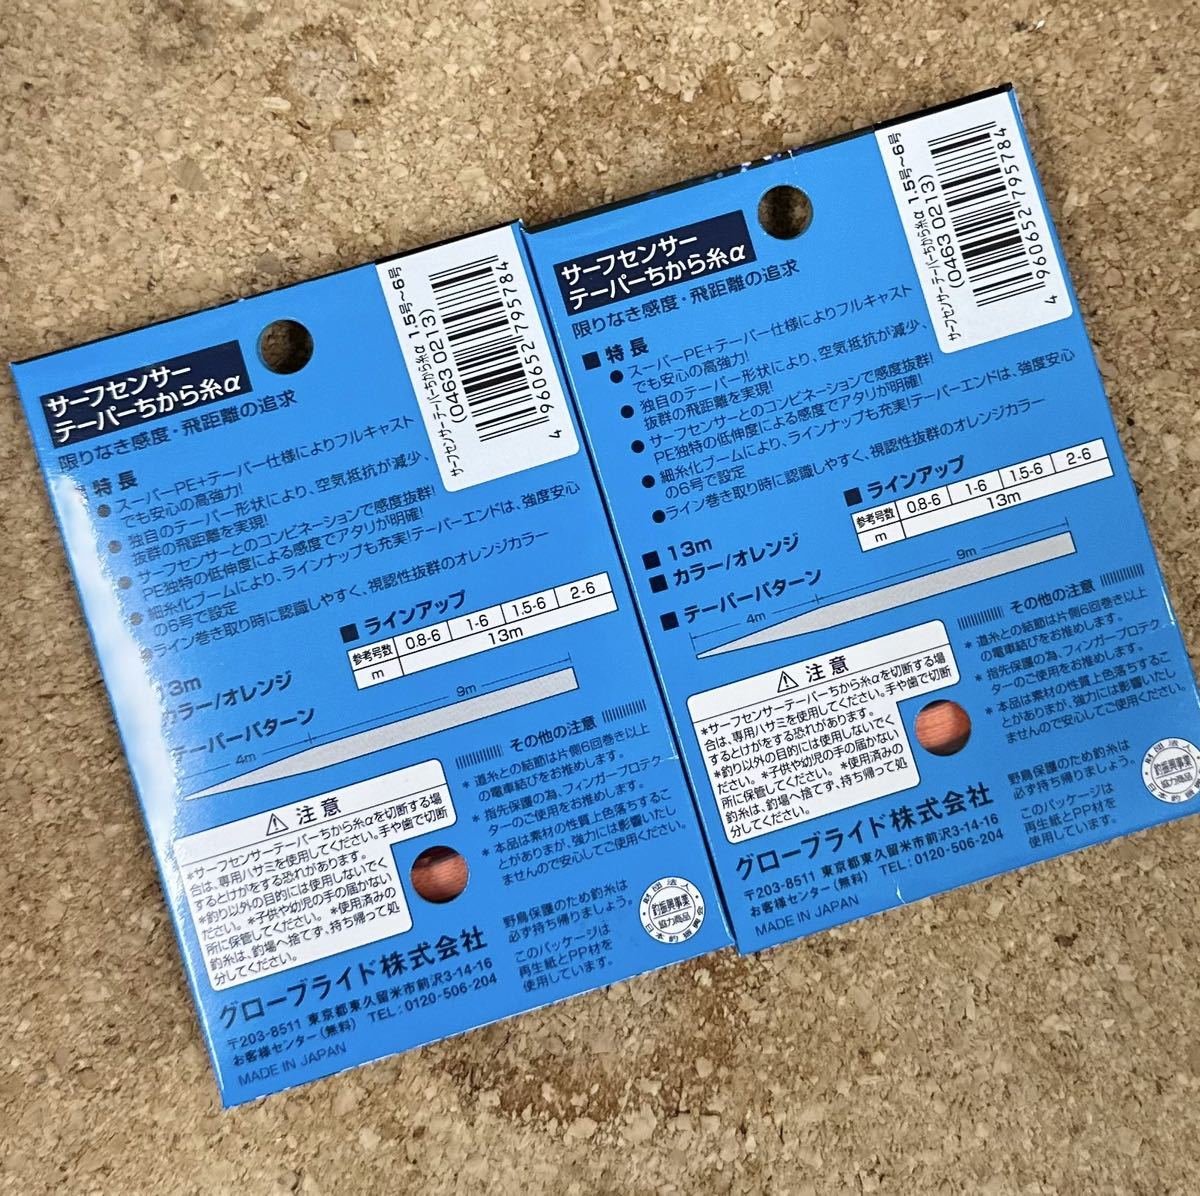 サーフセンサー
テーパーちから糸α
限りなき感度・飛距離の追求
■ 特 長
● スーパーPE+テーパー仕様によりフルキャスト
でも安心の高強力!
● 独自のテーパー形状により、空気抵抗が減少、
抜群の飛距離を実現!
● サーフセンサーとのコンビネーションで感度抜群!
PE独特の低伸度による感度でアタリが明確!
● 細糸化ブームにより、ラインナップも充実!テーパーエンドは、強度安心
の6号で設定
● ライン巻き取り時に認識しやすく、視認性抜群のオレンジカラー
3m
カラー/オレンジ
テーパーパターン
4m
9m
■ ラインアップ
参考号数 0.8-6 1-6 1.5-6 2-6
m 13m
サーフセンサーテーパーちから糸α 1.5号~6号
(0463 0213)
4 960652 795784
⚠ 注 意
*サーフセンサーテーパーちから糸αを切断する場
合は、専用ハサミを使用してください。手や歯で切断
するとけがをする恐れがあります。
*釣り以外の目的には使用しないでく
ださい。*子供や幼児の手の届かない
所に保管してください。*使用済みの
釣糸は、釣場へ捨てず、持ち帰って処
分してください。
その他の注意
* 道糸との結節は片側6回巻き以上
の電車結びをお推めします。
* 指先保護の為、フィンガープロテク
ターのご使用をお推めします。
* 本品は素材の性質上色落ちするこ
とがありますが、強力には影響いたし
ませんので安心してご使用ください。
グローブライド株式会社
〒203-8511 東京都東久留米市前沢3-14-16
お客様センター(無料) TEL:0120-506-204
MADE IN JAPAN
野鳥保護のため釣糸は
必ず持ち帰りましょう。
このパッケージは
再生紙とPP材を
使用しています。
財団法人
釣振興事業
協力商品
日本釣振興会
サーフセンサー
テーパーちから糸α
限りなき感度・飛距離の追求
■ 特 長
● スーパーPE+テーパー仕様によりフルキャスト
でも安心の高強力!
● 独自のテーパー形状により、空気抵抗が減少、
抜群の飛距離を実現!
● サーフセンサーとのコンビネーションで感度抜群!
PE独特の低伸度による感度でアタリが明確!
● 細糸化ブームにより、ラインナップも充実!テーパーエンドは、強度安心
の6号で設定
● ライン巻き取り時に認識しやすく、視認性抜群のオレンジカラー
■ 13m
■ カラー/オレンジ
■ テーパーパターン
4m
9m
■ ラインアップ
参考号数 0.8-6 1-6 1.5-6 2-6
m 13m
サーフセンサーテーパーちから糸α 1.5号~6号
(0463 0213)
4 960652 795784
⚠ 注 意
*サーフセンサーテーパーちから糸αを切断する場
合は、専用ハサミを使用してください。手や歯で切断
するとけがをする恐れがあります。
*釣り以外の目的には使用しないでく
ださい。*子供や幼児の手の届かない
所に保管してください。*使用済みの
釣糸は、釣場へ捨てず、持ち帰って処
分してください。
その他の注意
* 道糸との結節は片側6回巻き以上
の電車結びをお推めします。
* 指先保護の為、フィンガープロテク
ターのご使用をお推めします。
* 本品は素材の性質上色落ちするこ
とがありますが、強力には影響いたし
ませんので安心してご使用ください。
グローブライド株式会社
〒203-8511 東京都東久留米市前沢3-14-16
お客様センター(無料) TEL:0120-506-204
MADE IN JAPAN
野鳥保護のため釣糸は
必ず持ち帰りましょう。
このパッケージは
再生紙とPP材を
使用しています。
財団法人
釣振興事業
協力商品